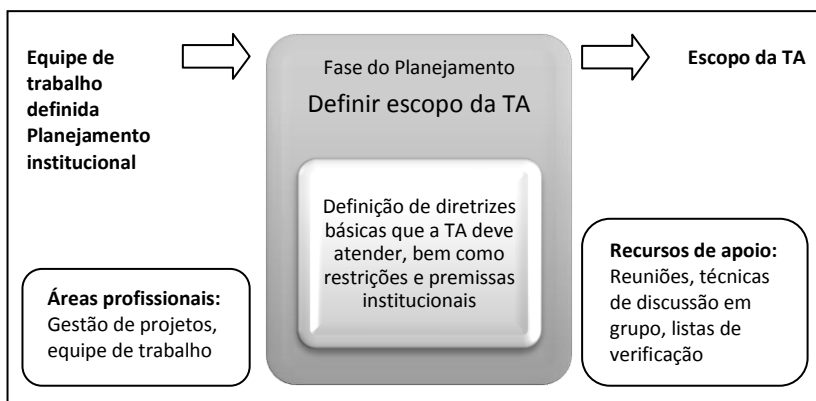 Equipe de
trabalho
definida
Planejamento
institucional
Fase do Planejamento
Definir escopo da TA
Definição de diretrizes
básicas que a TA deve
atender, bem como
restrições e premissas
institucionais
Escopo da TA
Áreas profissionais:
Gestão de projetos,
equipe de trabalho
Recursos de apoio:
Reuniões, técnicas
de discussão em
grupo, listas de
verificação